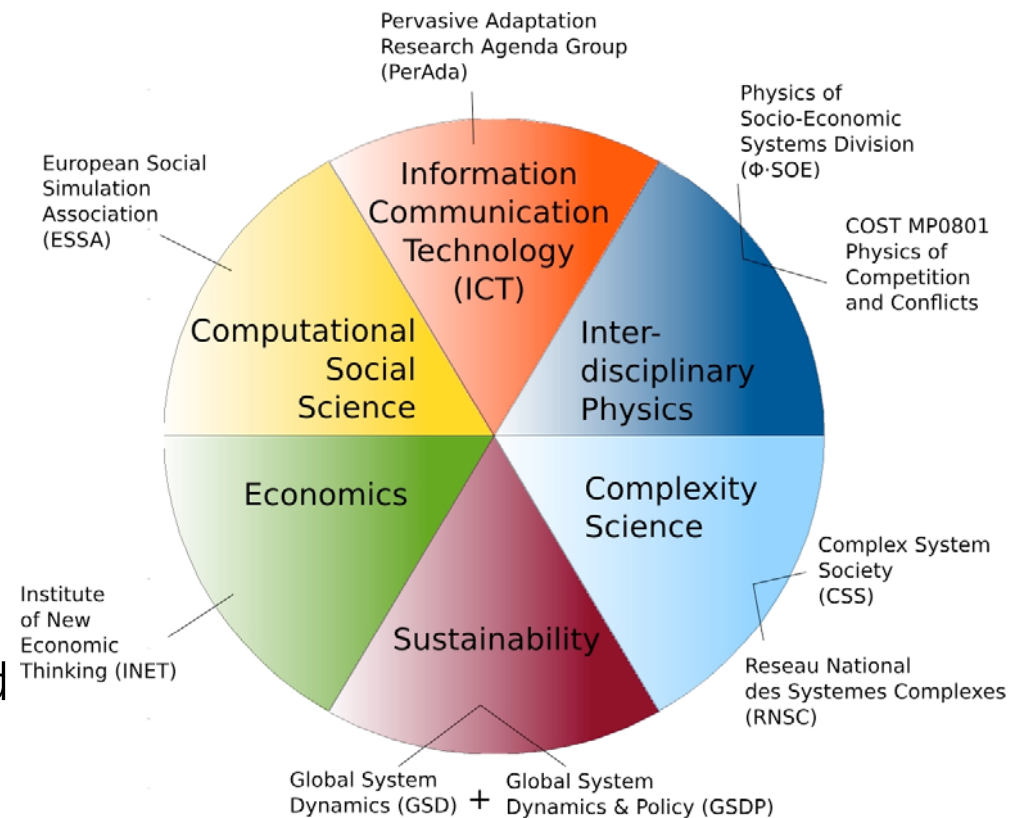 Pervasive Adaptation
Research Agenda Group
(PerAda)
Physics of
Socio-Economic
Systems Division
(Φ·SOE)
European Social
Simulation
Association
(ESSA)
Information
Communication
Technology
(ICT)
COST MP0801
Physics of
Competition
and Conflicts
Computational
Social
Science
Inter-
disciplinary
Physics
Economics
Complexity
Science
Complex System
Society
(CSS)
Institute
of New
Economic
Thinking (INET)
d
Sustainability
Reseau National
des Systemes Complexes
(RNSC)
Global System
Dynamics (GSD)
+
Global System
Dynamics & Policy (GSDP)